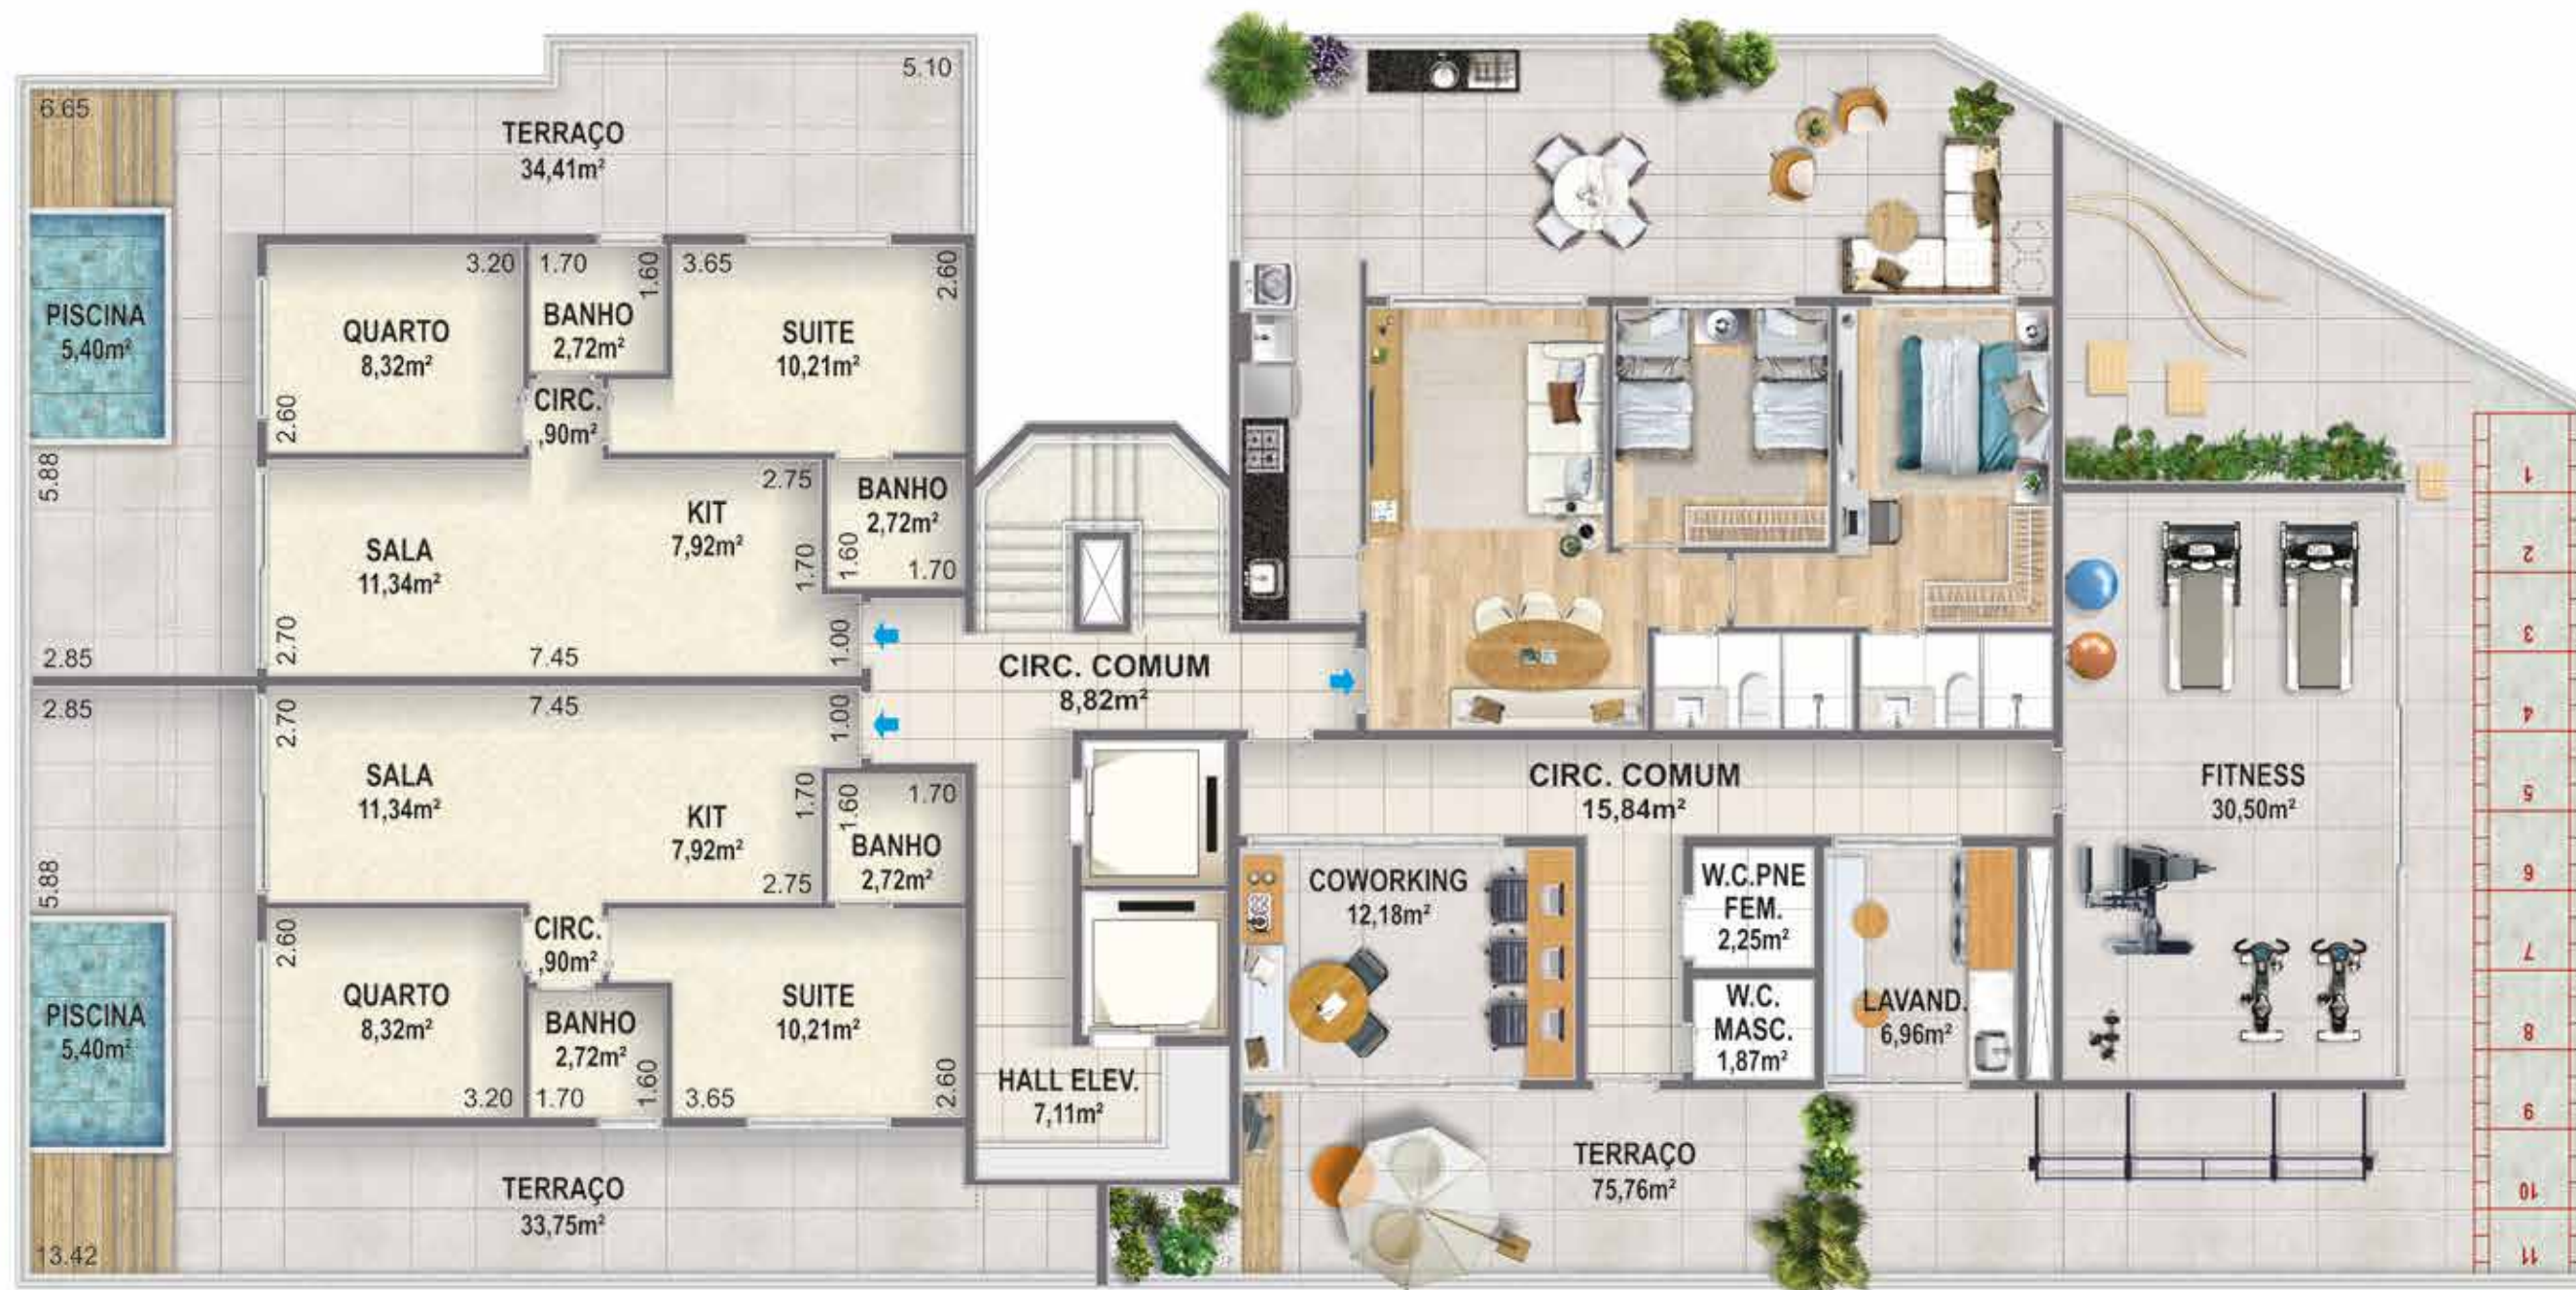 6.65
5.10
TERRAÇO
34,41m²
PISCINA
5,40m²
3.20
QUARTO
8,32m²
2.60
1.70
1.60
BANHO
2,72m²
CIRC.
,90m²
3.65
2.60
SUITE
10,21m²
5.88
2.85
SALA
11,34m²
2.70
7.45
2.75
KIT
7,92m²
1.70
BANHO
2,72m²
1.60
1.70
1.00
CIRC. COMUM
8,82m²
2.85
2.70
7.45
1.00
SALA
11,34m²
KIT
7,92m²
1.70
2.75
1.60
1.70
BANHO
2,72m²
5.88
PISCINA
5,40m²
2.60
QUARTO
8,32m²
3.20
CIRC.
,90m²
BANHO
2,72m²
1.70
1.60
SUITE
10,21m²
3.65
2.60
HALL ELEV.
7,11m²
TERRAÇO
33,75m²
13.42
CIRC. COMUM
15,84m²
COWORKING
12,18m²
W.C.PNE
FEM.
2,25m²
W.C.
MASC.
1,87m²
LAVAND.
6,96m²
FITNESS
30,50m²
TERRAÇO
75,76m²
1
2
3
4
5
6
7
8
9
10
11